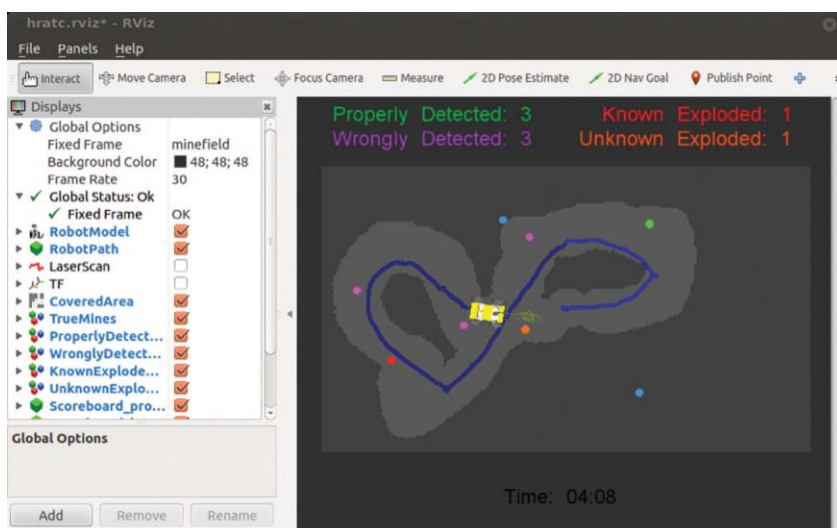 hratc.rviz* - RViz
File Panels Help
Interact Move Camera Select Focus Camera Measure 2D Pose Estimate 2D Nav Goal Publish Point
Displays
Global Options
Fixed Frame minefield
Background Color 48; 48; 48
Frame Rate 30
Global Status: Ok
Fixed Frame OK
RobotModel
RobotPath
LaserScan
TF
CoveredArea
TrueMines
ProperlyDetect...
WronglyDetect...
KnownExplode...
UnknownExplo...
Scoreboard_pro...
Global Options
Add Remove Rename
Properly Detected: 3 Known Exploded: 1
Wrongly Detected: 3 Unknown Exploded: 1
Time: 04:08